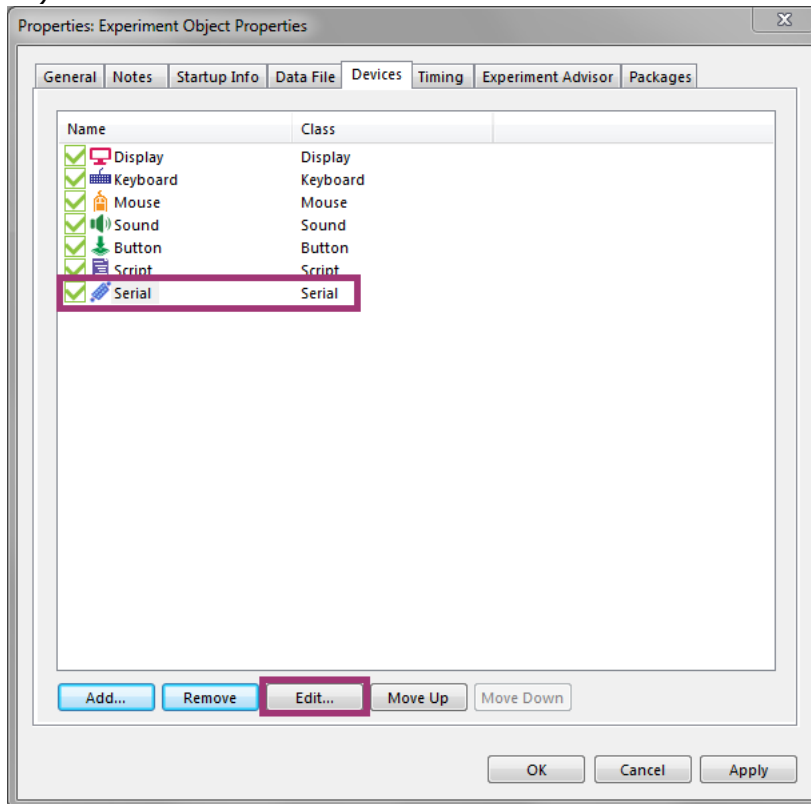 Properties: Experiment Object Properties
General Notes Startup Info Data File Devices Timing Experiment Advisor Packages
Name Class
Display Display
Keyboard Keyboard
Mouse Mouse
Sound Sound
Button Button
Script Script
Serial Serial
Add... Remove Edit... Move Up Move Down
OK Cancel Apply